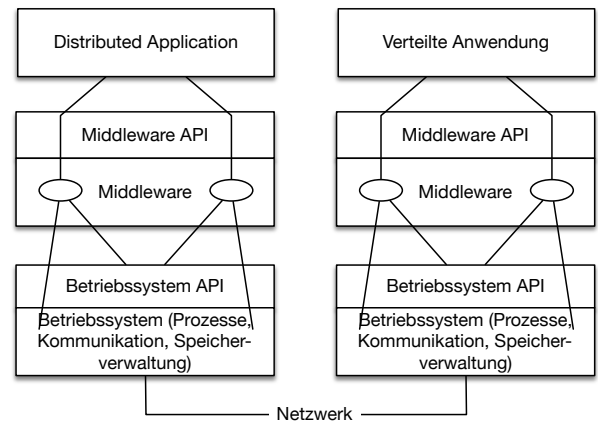 Distributed Application
Verteilte Anwendung
Middleware API
Middleware API
Middleware
Middleware
Betriebssystem API
Betriebssystem API
Betriebssystem (Prozesse,
Kommunikation, Speicher-
verwaltung)
Betriebssystem (Prozesse,
Kommunikation, Speicher-
verwaltung)
Netzwerk